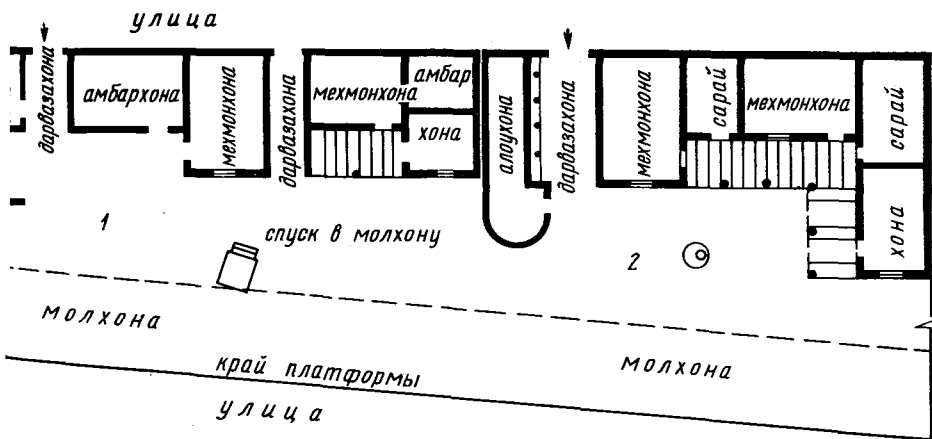 улица
дарвазахона
амбархона
мехмонхона
дарвазахона
мехмонхона
амбар
хона
алоухона
дарвазахона
мехмонхона
сарай
мехмонхона
сарай
хона
1
спуск в молхону
2
молхона
край платформы
молхона
улица